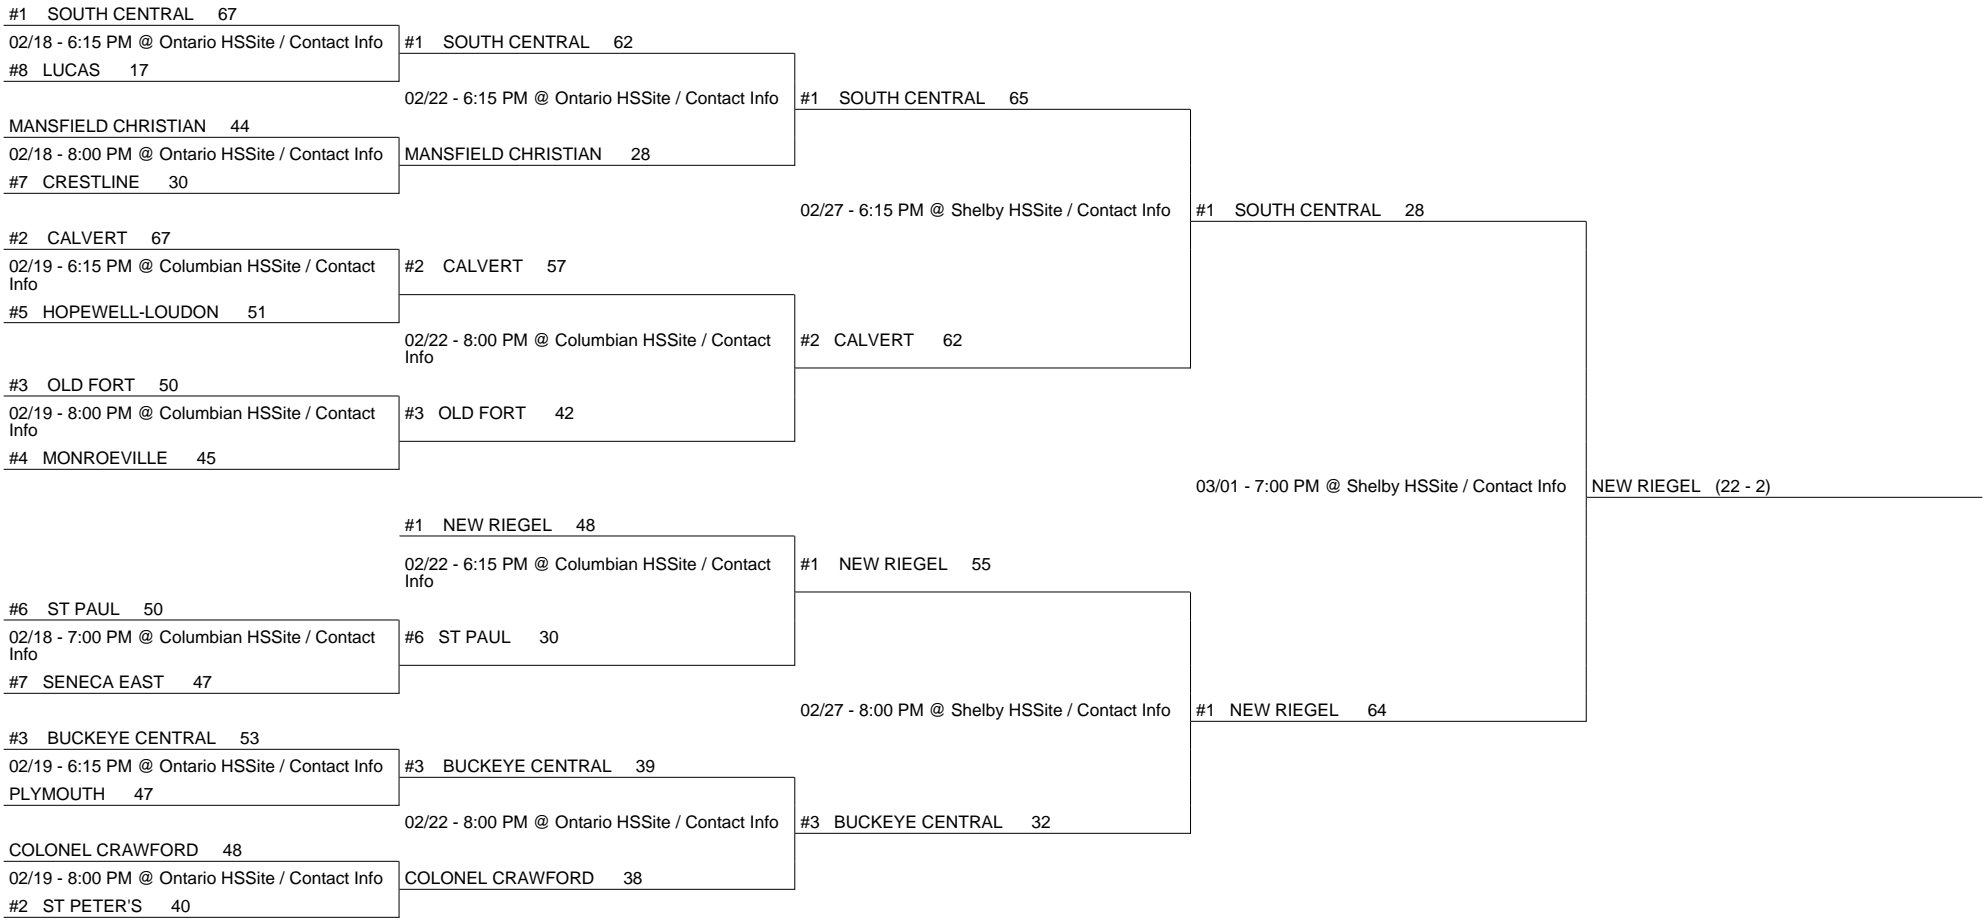 #1 SOUTH CENTRAL 67
02/18 - 6:15 PM @ Ontario HSSite / Contact Info
#8 LUCAS 17
MANSFIELD CHRISTIAN 44
02/18 - 8:00 PM @ Ontario HSSite / Contact Info
#7 CRESTLINE 30
#2 CALVERT 67
02/19 - 6:15 PM @ Columbian HSSite / Contact
Info
#5 HOPEWELL-LOUDON 51
#3 OLD FORT 50
02/19 - 8:00 PM @ Columbian HSSite / Contact
Info
#4 MONROEVILLE 45
#6 ST PAUL 50
02/18 - 7:00 PM @ Columbian HSSite / Contact
Info
#7 SENECA EAST 47
#3 BUCKEYE CENTRAL 53
02/19 - 6:15 PM @ Ontario HSSite / Contact Info
PLYMOUTH 47
COLONEL CRAWFORD 48
02/19 - 8:00 PM @ Ontario HSSite / Contact Info
#2 ST PETER'S 40
#1 SOUTH CENTRAL 62
02/22 - 6:15 PM @ Ontario HSSite / Contact Info
MANSFIELD CHRISTIAN 28
#2 CALVERT 57
02/22 - 8:00 PM @ Columbian HSSite / Contact
Info
#3 OLD FORT 42
#1 NEW RIEGEL 48
02/22 - 6:15 PM @ Columbian HSSite / Contact
Info
#6 ST PAUL 30
#3 BUCKEYE CENTRAL 39
02/22 - 8:00 PM @ Ontario HSSite / Contact Info
COLONEL CRAWFORD 38
#1 SOUTH CENTRAL 65
02/27 - 6:15 PM @ Shelby HSSite / Contact Info
#2 CALVERT 62
#1 NEW RIEGEL 55
02/27 - 8:00 PM @ Shelby HSSite / Contact Info
#3 BUCKEYE CENTRAL 32
#1 SOUTH CENTRAL 28
03/01 - 7:00 PM @ Shelby HSSite / Contact Info
#1 NEW RIEGEL 64
NEW RIEGEL (22 - 2)